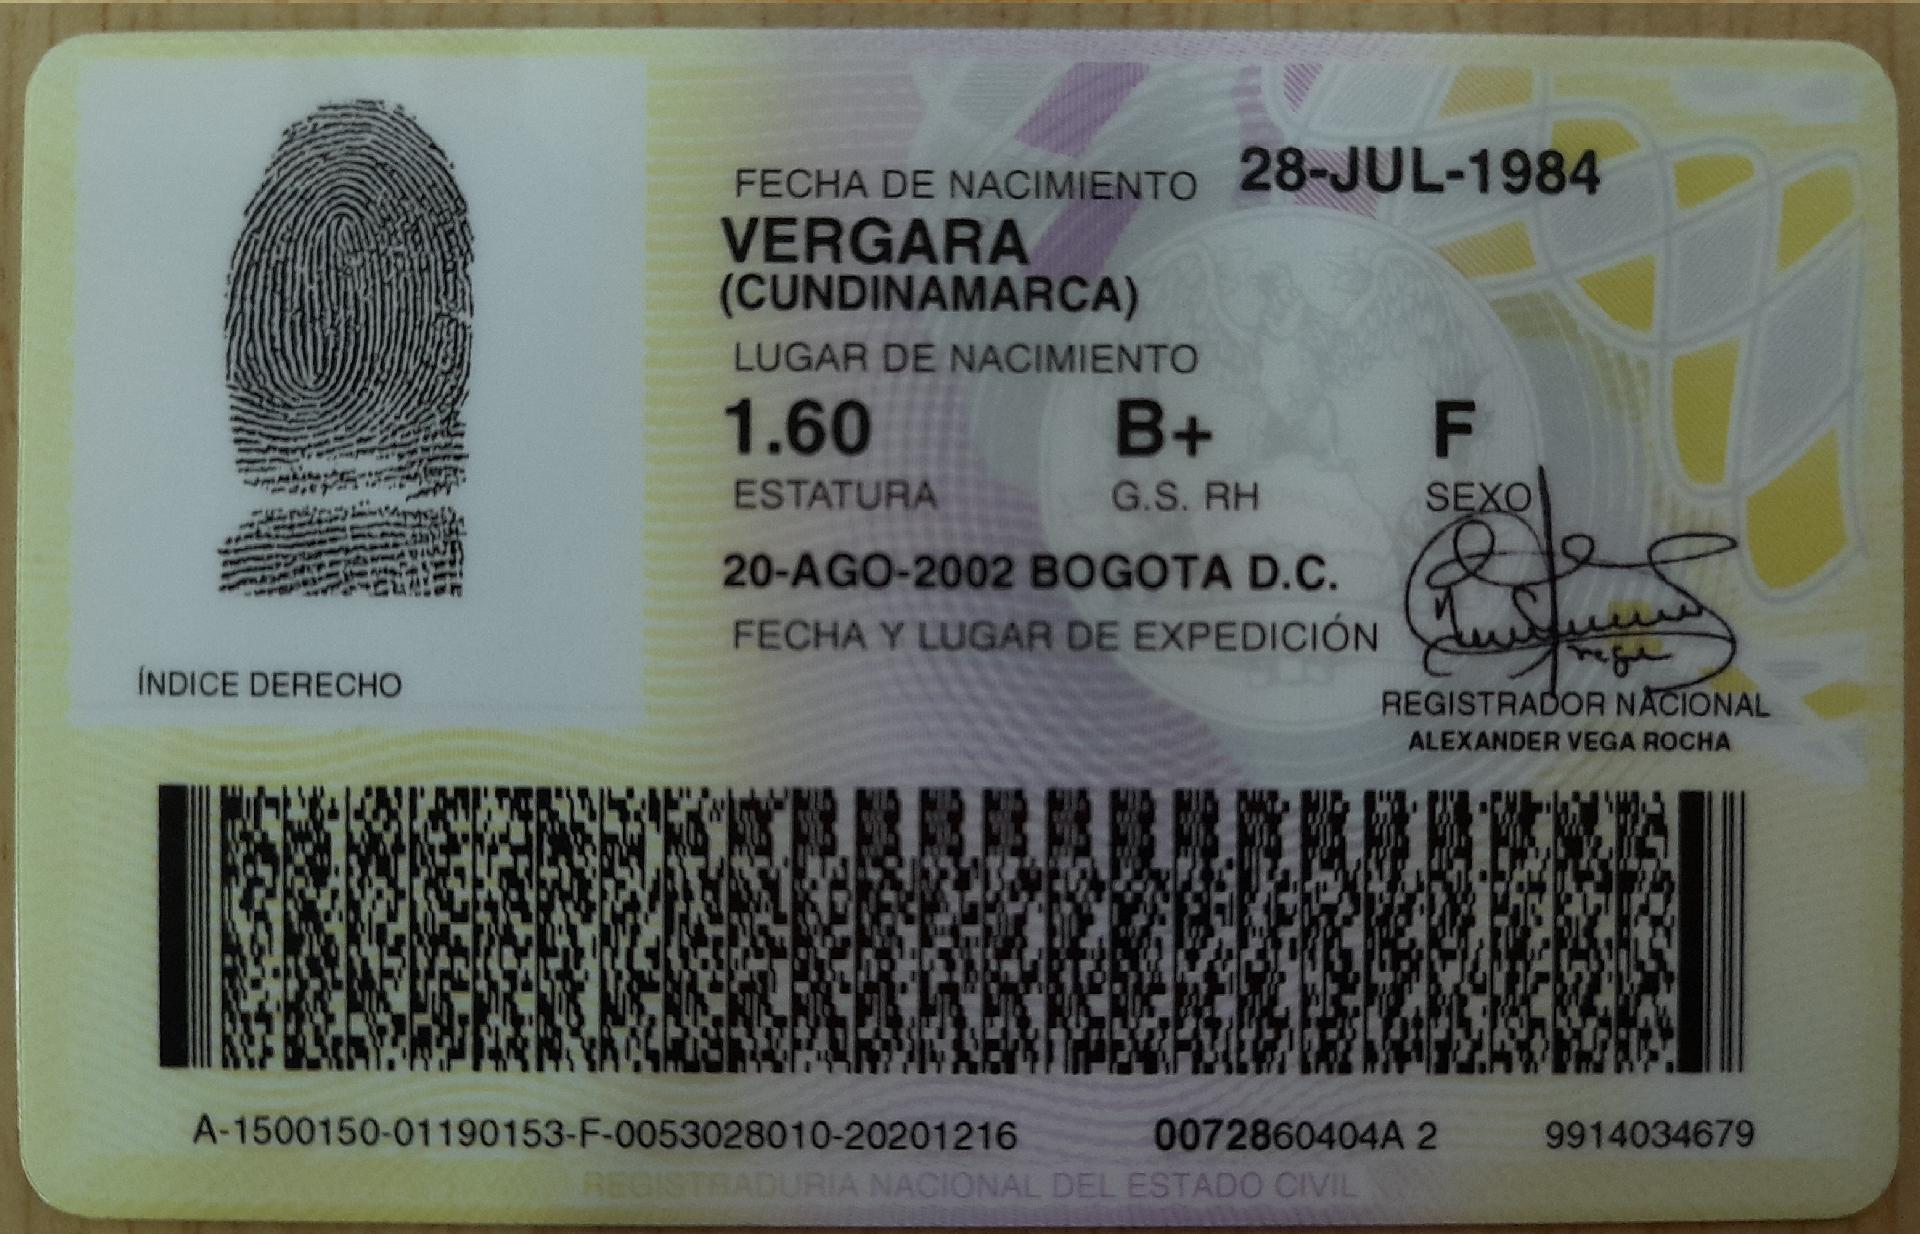 FECHA DE NACIMIENTO 28-JUL-1984
VERGARA
(CUNDINAMARCA)
LUGAR DE NACIMIENTO
1.60 B+ F
ESTATURA G.S. RH SEXO
20-AGO-2002 BOGOTA D.C.
FECHA Y LUGAR DE EXPEDICIÓN
ÍNDICE DERECHO
REGISTRADOR NACIONAL
ALEXANDER VEGA ROCHA
A-1500150-01190153-F-0053028010-20201216 0072860404A 2 9914034679
REGISTRADURIA NACIONAL DEL ESTADO CIVIL